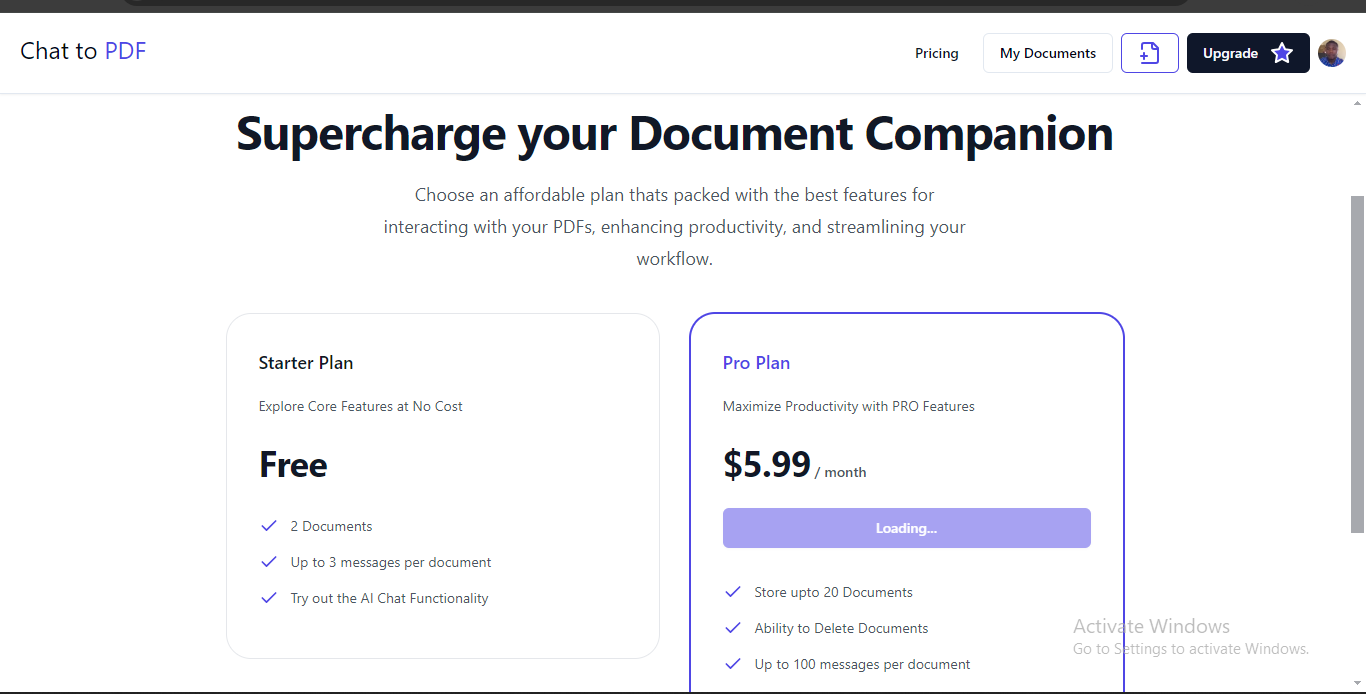 Chat to PDF
Pricing
My Documents
Upgrade
Supercharge your Document Companion
Choose an affordable plan thats packed with the best features for
interacting with your PDFs, enhancing productivity, and streamlining your
workflow.
Starter Plan
Explore Core Features at No Cost
Free
2 Documents
Up to 3 messages per document
Try out the AI Chat Functionality
Pro Plan
Maximize Productivity with PRO Features
$5.99 / month
Loading...
Store upto 20 Documents
Ability to Delete Documents
Up to 100 messages per document
Activate Windows
Go to Settings to activate Windows.